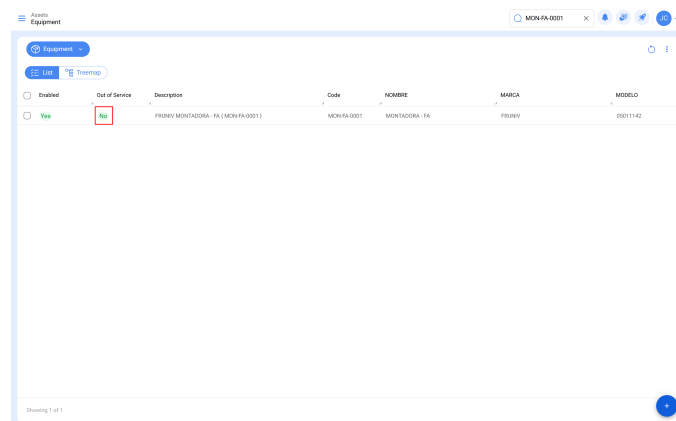 Assets
Equipment
MON-FA-0001
JC
Equipment
List
Treemap
Enabled Out of Service Description Code NOMBRE MARCA MODELO
Yes No FRUNIV MONTADORA - FA ( MON-FA-0001 ) MON-FA-0001 MONTADORA - FA FRUNIV 05011142
Showing 1 of 1